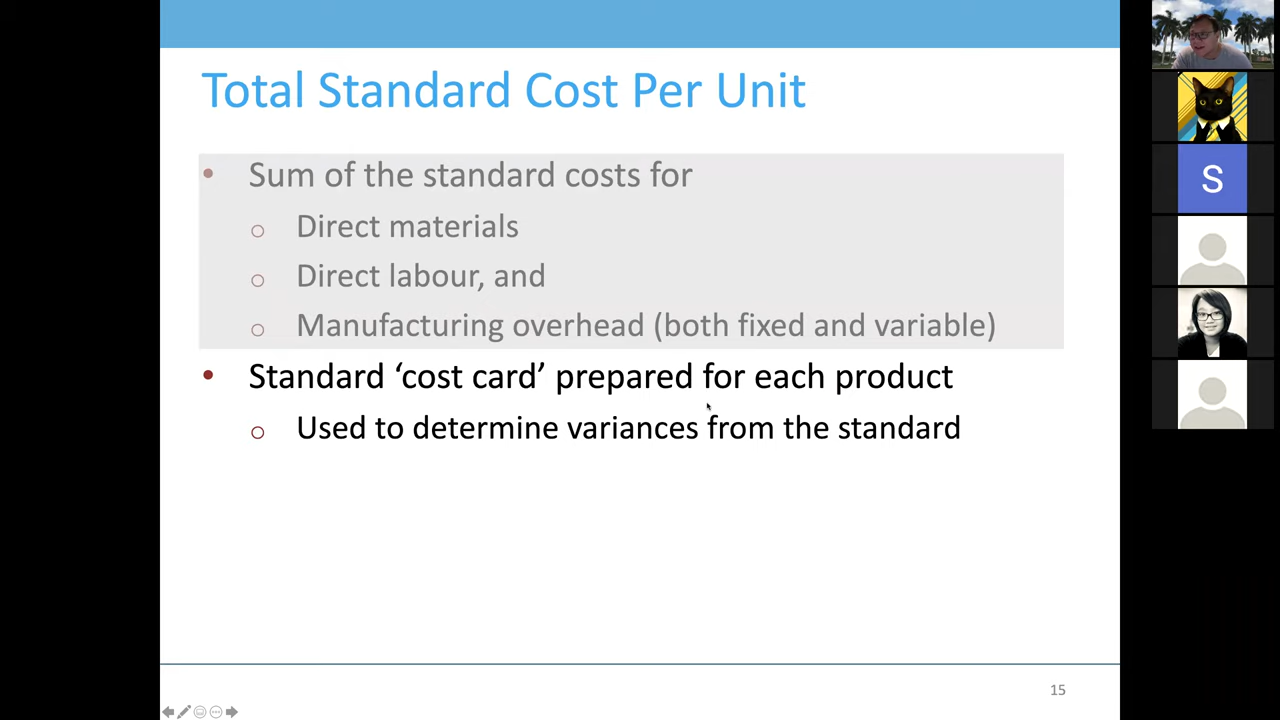 Total Standard Cost Per Unit
• Sum of the standard costs for
o Direct materials
o Direct labour, and
o Manufacturing overhead (both fixed and variable)
• Standard ‘cost card’ prepared for each product
o Used to determine variances from the standard
15
S